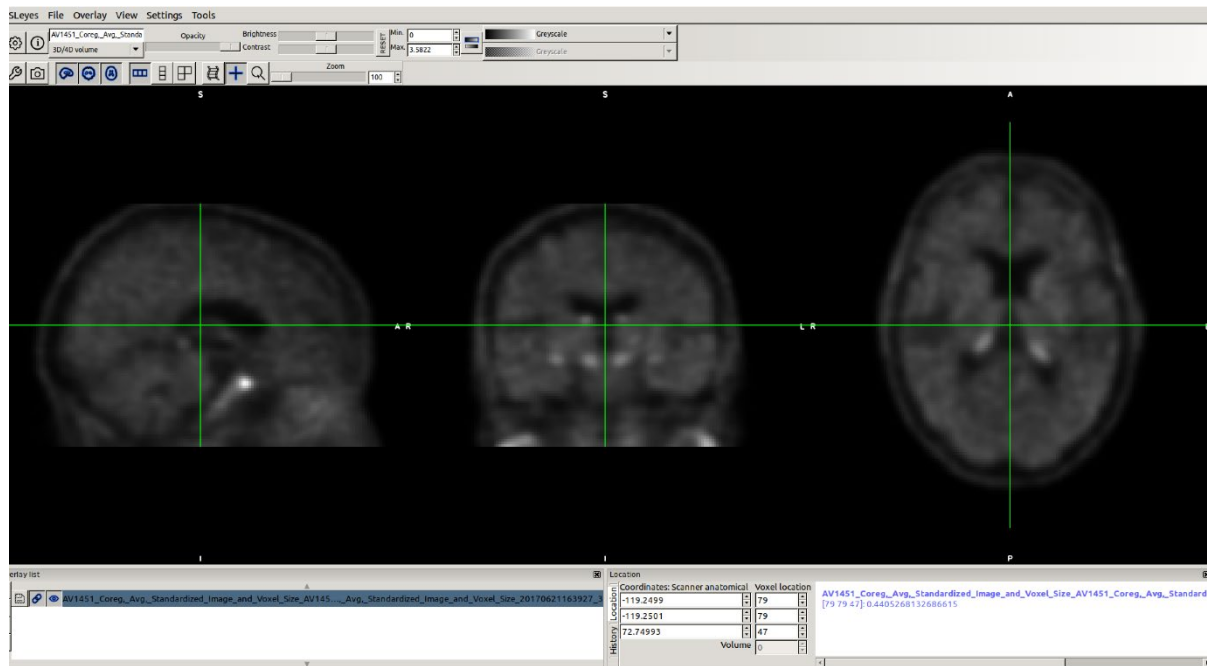 SLeyes File Overlay View Settings Tools
AV1451_Coreg,_Avg,_Standa
3D/4D volume
Opacity
Brightness
Contrast
RESET
Min. 0
Max. 3.5822
Greyscale
Greyscale
Zoom
100
S S A
A R L R
I I P
erlay list
AV1451_Coreg,_Avg,_Standardized_Image_and_Voxel_Size_AV145..._Avg,_Standardized_Image_and_Voxel_Size_20170621163927_3
Location
Location
History
Coordinates: Scanner anatomical Voxel location
-119.2499 79
-119.2501 79
72.74993 47
Volume 0
AV1451_Coreg,_Avg,_Standardized_Image_and_Voxel_Size_AV1451_Coreg,_Avg,_Standard
[79 79 47]: 0.4405268132686615